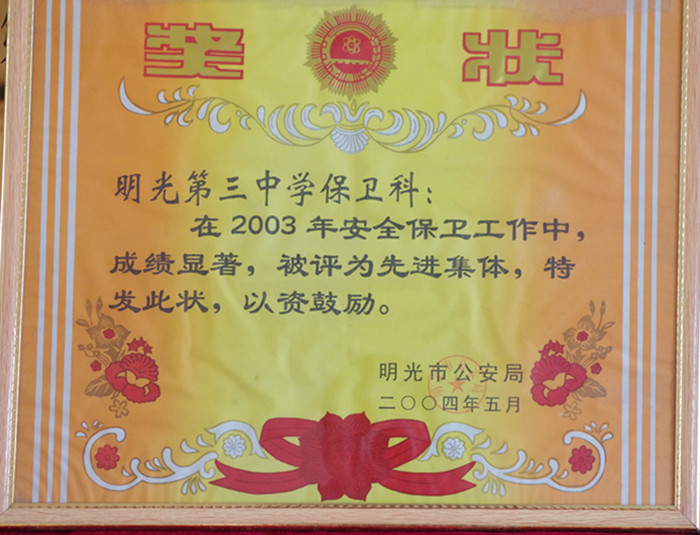 奖状
明光第三中学保卫科:
在2003年安全保卫工作中,
成绩显著,被评为先进集体,特
发此状,以资鼓励。
明光市公安局
二〇〇四年五月